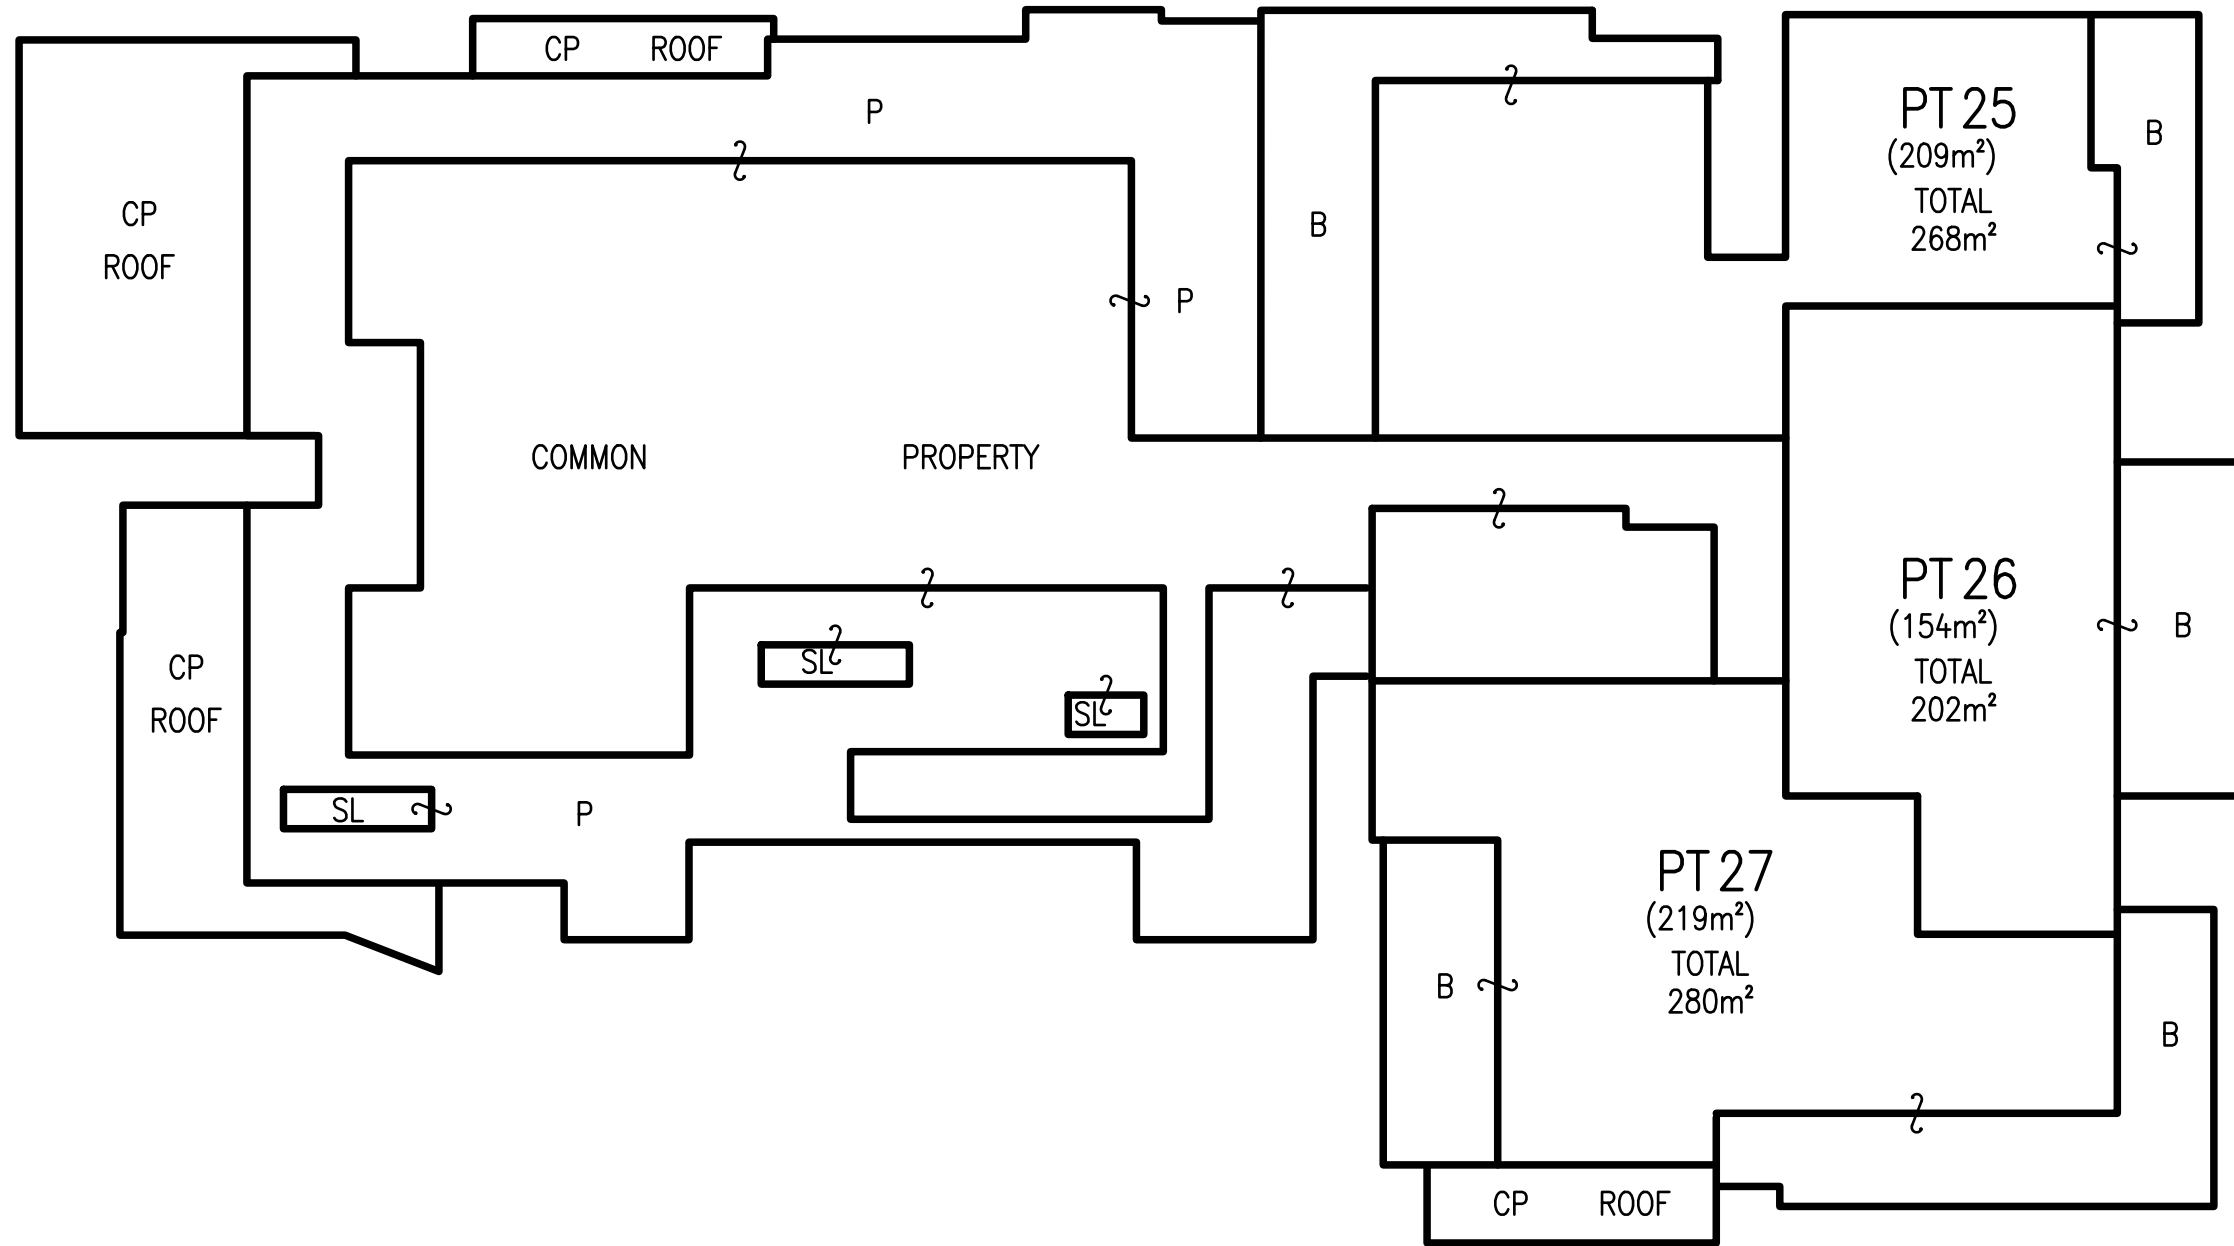 CP ROOF
P
CP
ROOF
B
P
PT 25
(209m²)
TOTAL
268m²
B
COMMON PROPERTY
SL
SL
CP
ROOF
SL
P
PT 26
(154m²)
TOTAL
202m²
B
PT 27
(219m²)
TOTAL
280m²
B
B
CP ROOF